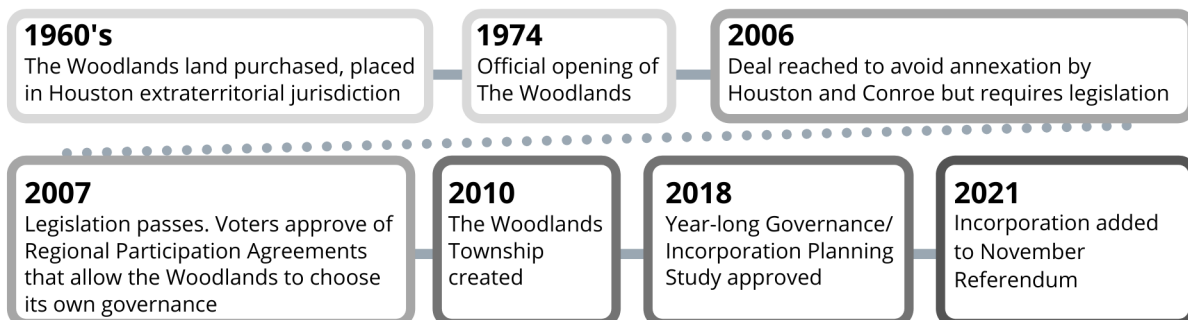 1960's
The Woodlands land purchased, placed
in Houston extraterritorial jurisdiction
1974
Official opening of
The Woodlands
2006
Deal reached to avoid annexation by
Houston and Conroe but requires legislation
2007
Legislation passes. Voters approve of
Regional Participation Agreements
that allow the Woodlands to choose
its own governance
2010
The Woodlands
Township
created
2018
Year-long Governance/
Incorporation Planning
Study approved
2021
Incorporation added
to November
Referendum